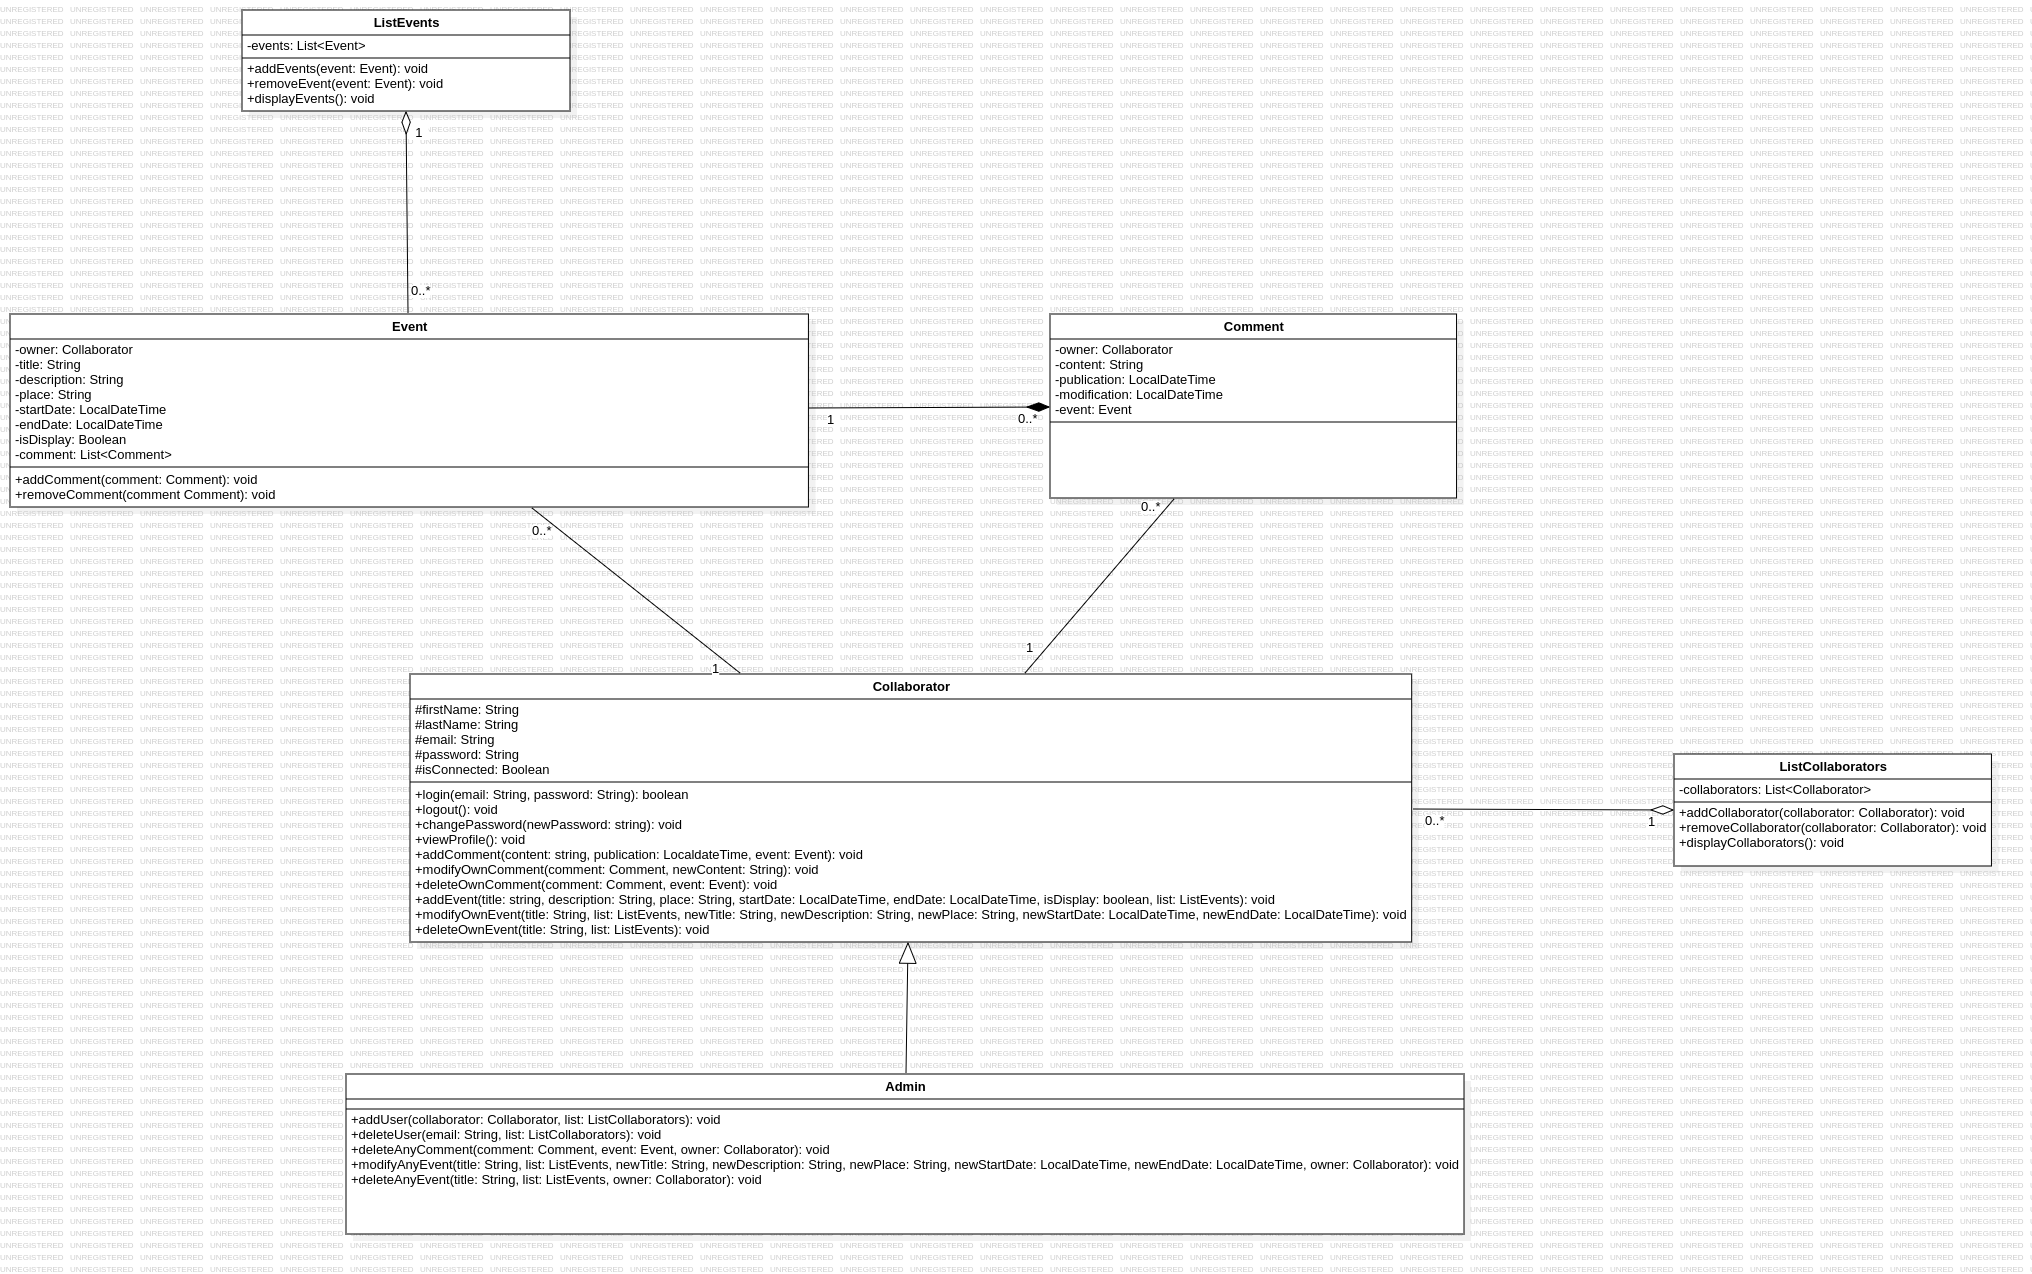 ListEvents
-events: List<Event>
+addEvents(event: Event): void
+removeEvent(event: Event): void
+displayEvents(): void
1
0..*
Event
-owner: Collaborator
-title: String
-description: String
-place: String
-startDate: LocalDateTime
-endDate: LocalDateTime
-isDisplay: Boolean
-comment: List<Comment>
+addComment(comment: Comment): void
+removeComment(comment Comment): void
1
0..*
Comment
-owner: Collaborator
-content: String
-publication: LocalDateTime
-modification: LocalDateTime
-event: Event
0..*
1
0..*
1
Collaborator
#firstName: String
#lastName: String
#email: String
#password: String
#isConnected: Boolean
+login(email: String, password: String): boolean
+logout(): void
+changePassword(newPassword: string): void
+viewProfile(): void
+addComment(content: string, publication: LocaldateTime, event: Event): void
+modifyOwnComment(comment: Comment, newContent: String): void
+deleteOwnComment(comment: Comment, event: Event): void
+addEvent(title: string, description: String, place: String, startDate: LocalDateTime, endDate: LocalDateTime, isDisplay: boolean, list: ListEvents): void
+modifyOwnEvent(title: String, list: ListEvents, newTitle: String, newDescription: String, newPlace: String, newStartDate: LocalDateTime, newEndDate: LocalDateTime): void
+deleteOwnEvent(title: String, list: ListEvents): void
0..*
1
ListCollaborators
-collaborators: List<Collaborator>
+addCollaborator(collaborator: Collaborator): void
+removeCollaborator(collaborator: Collaborator): void
+displayCollaborators(): void
Admin
+addUser(collaborator: Collaborator, list: ListCollaborators): void
+deleteUser(email: String, list: ListCollaborators): void
+deleteAnyComment(comment: Comment, event: Event, owner: Collaborator): void
+modifyAnyEvent(title: String, list: ListEvents, newTitle: String, newDescription: String, newPlace: String, newStartDate: LocalDateTime, newEndDate: LocalDateTime, owner: Collaborator): void
+deleteAnyEvent(title: String, list: ListEvents, owner: Collaborator): void
UNREGISTERED